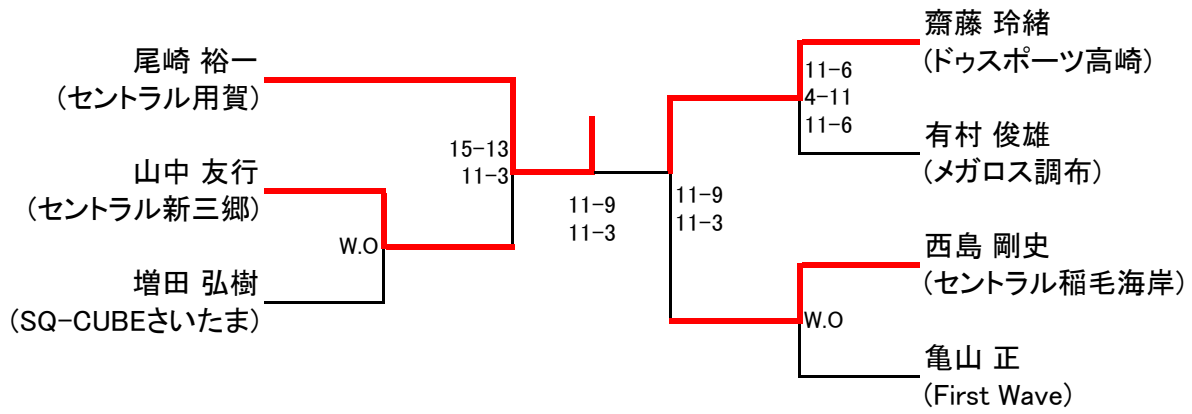 尾崎 裕一
(セントラル用賀)
山中 友行
(セントラル新三郷)
増田 弘樹
(SQ-CUBEさいたま)
W.O
15-13
11-3
11-9
11-3
11-9
11-3
齋藤 玲緒
(ドゥスポーツ高崎)
11-6
4-11
11-6
有村 俊雄
(メガロス調布)
西島 剛史
(セントラル稲毛海岸)
W.O
亀山 正
(First Wave)